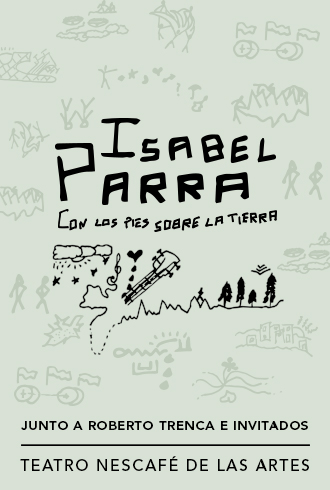 ISABEL
PARRA
CON LOS PIES SOBRE LA TIERRA
JUNTO A ROBERTO TRENCA E INVITADOS
TEATRO NESCAFÉ DE LAS ARTES